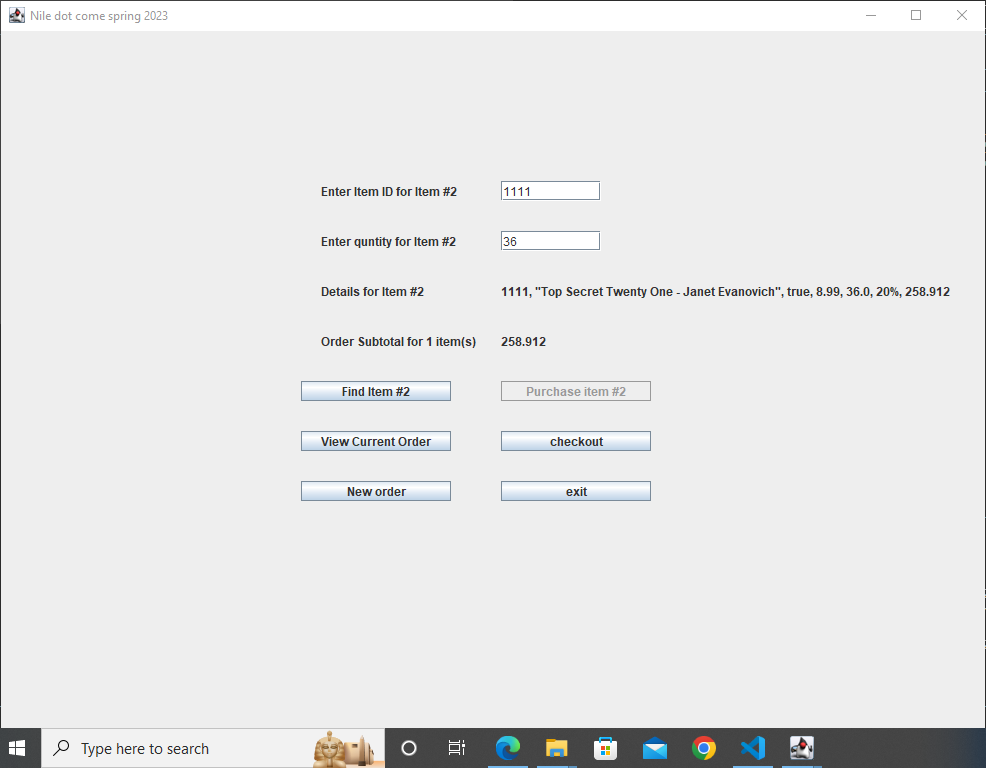 Nile dot come spring 2023
Enter Item ID for Item #2 1111
Enter quntity for Item #2 36
Details for Item #2 1111, "Top Secret Twenty One - Janet Evanovich", true, 8.99, 36.0, 20%, 258.912
Order Subtotal for 1 item(s) 258.912
Find Item #2 Purchase item #2
View Current Order checkout
New order exit
Type here to search